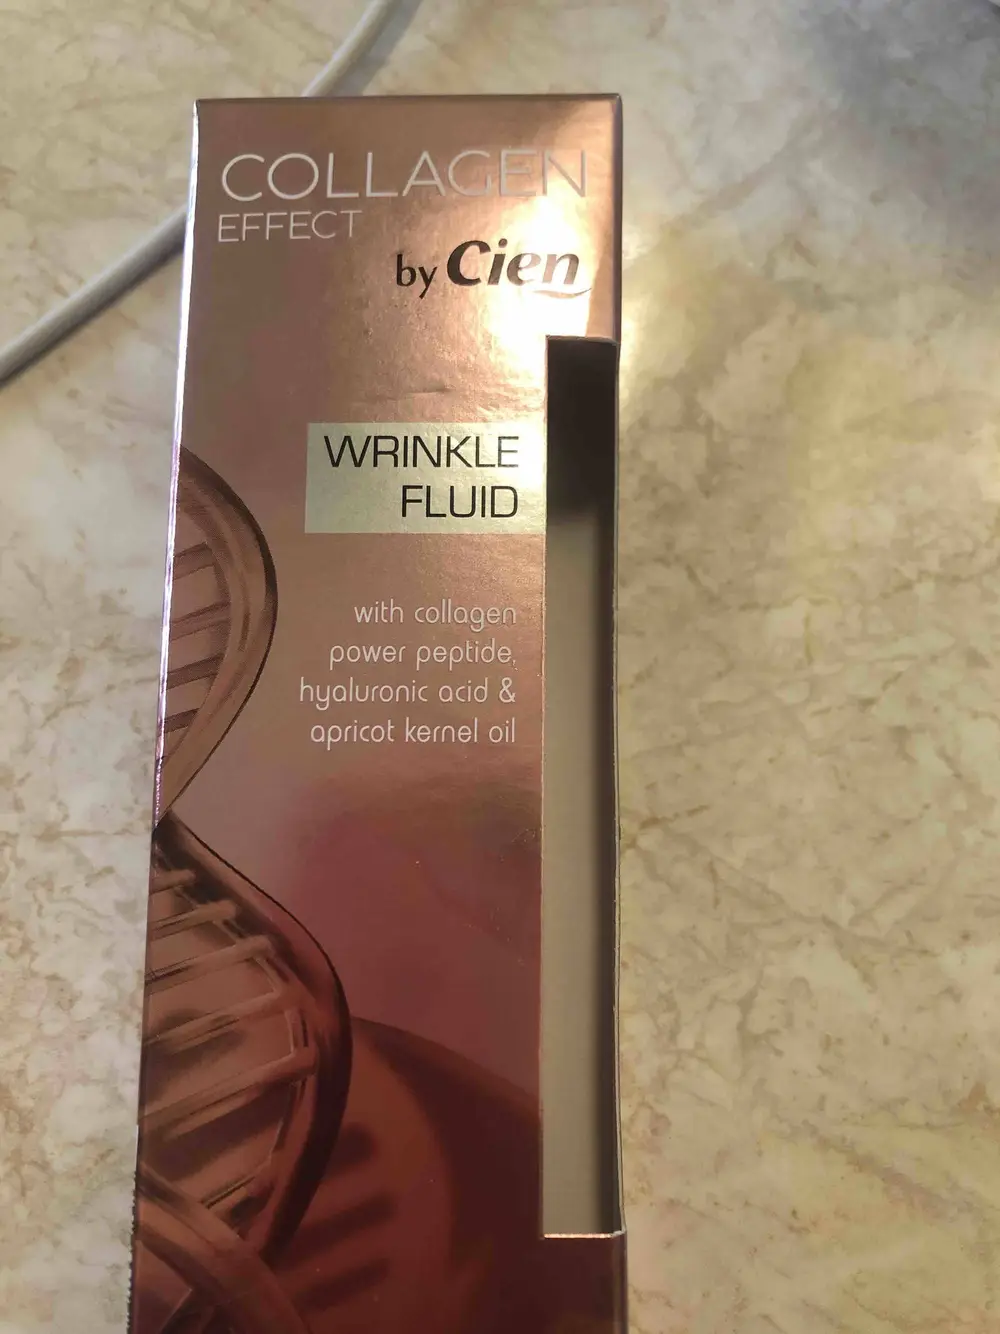 COLLAGEN
EFFECT
by Cien
WRINKLE
FLUID
with collagen
power peptide,
hyaluronic acid &
apricot kernel oil